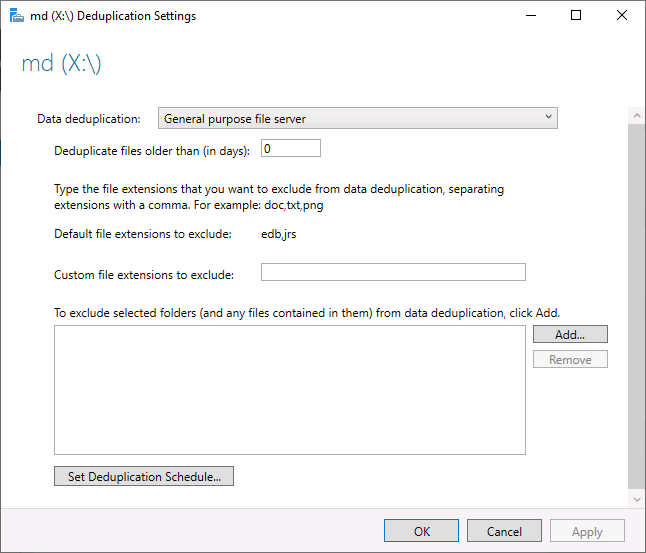 md (X:\) Deduplication Settings
md (X:\)
Data deduplication: General purpose file server
Deduplicate files older than (in days): 0
Type the file extensions that you want to exclude from data deduplication, separating
extensions with a comma. For example: doc,txt,png
Default file extensions to exclude: edb,jrs
Custom file extensions to exclude:
To exclude selected folders (and any files contained in them) from data deduplication, click Add.
Add...
Remove
Set Deduplication Schedule...
OK Cancel Apply